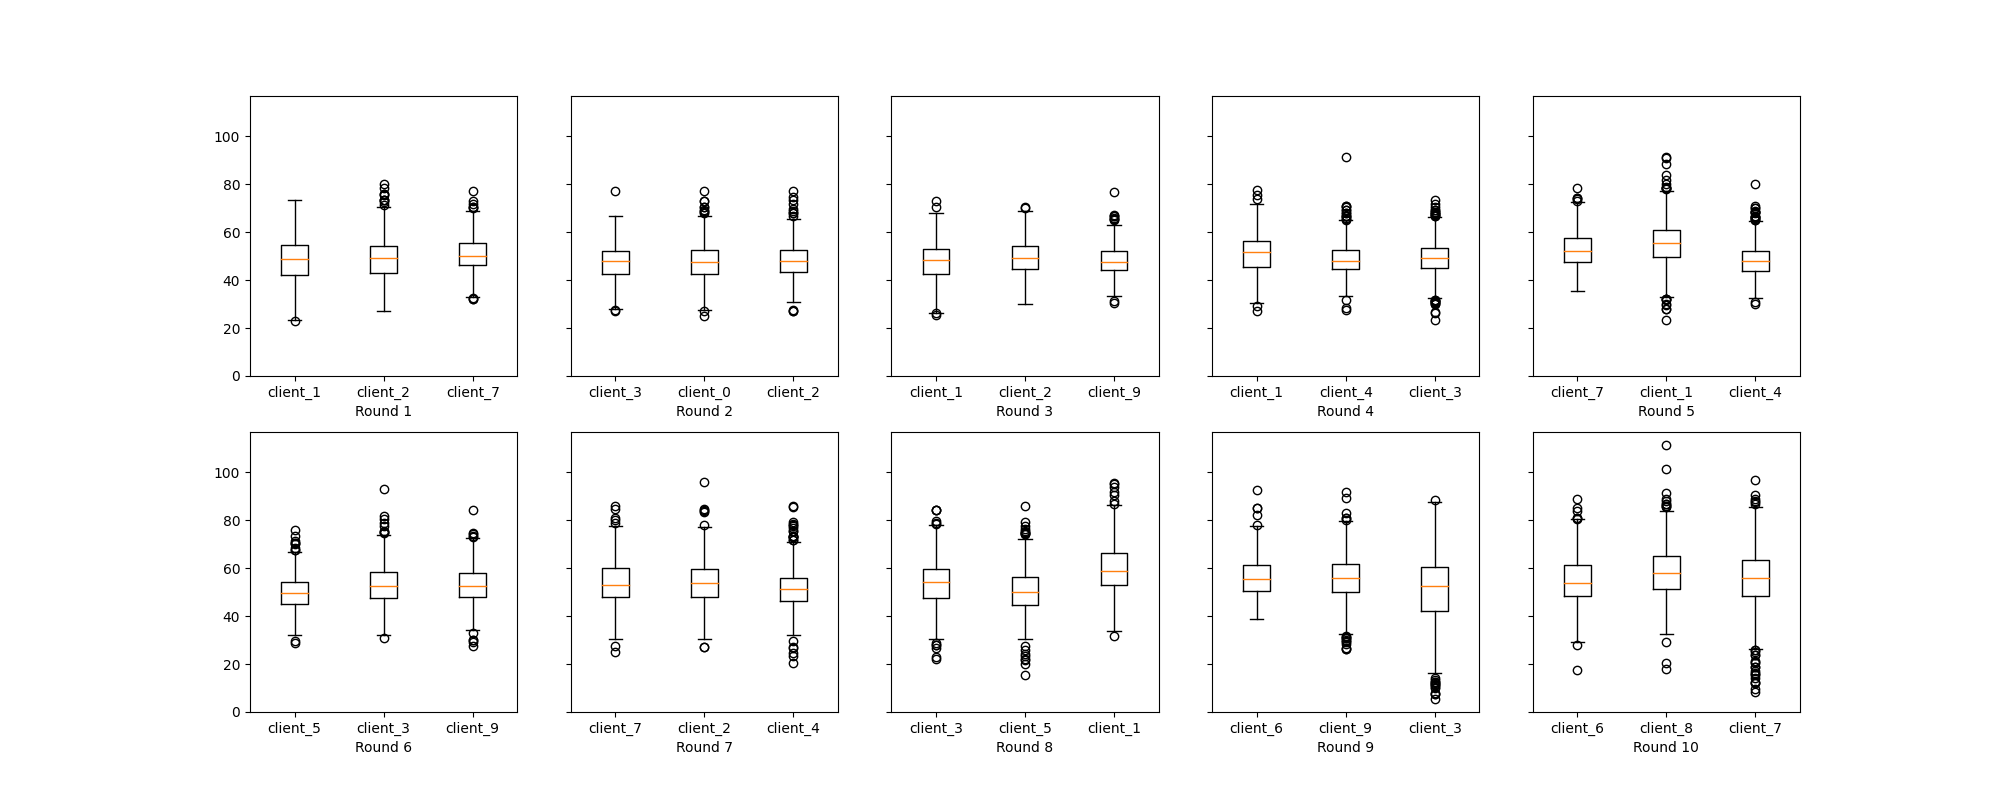 100
80
60
40
20
0
client_1 client_2 client_7
Round 1
client_3 client_0 client_2
Round 2
client_1 client_2 client_9
Round 3
client_1 client_4 client_3
Round 4
client_7 client_1 client_4
Round 5
100
80
60
40
20
0
client_5 client_3 client_9
Round 6
client_7 client_2 client_4
Round 7
client_3 client_5 client_1
Round 8
client_6 client_9 client_3
Round 9
client_6 client_8 client_7
Round 10